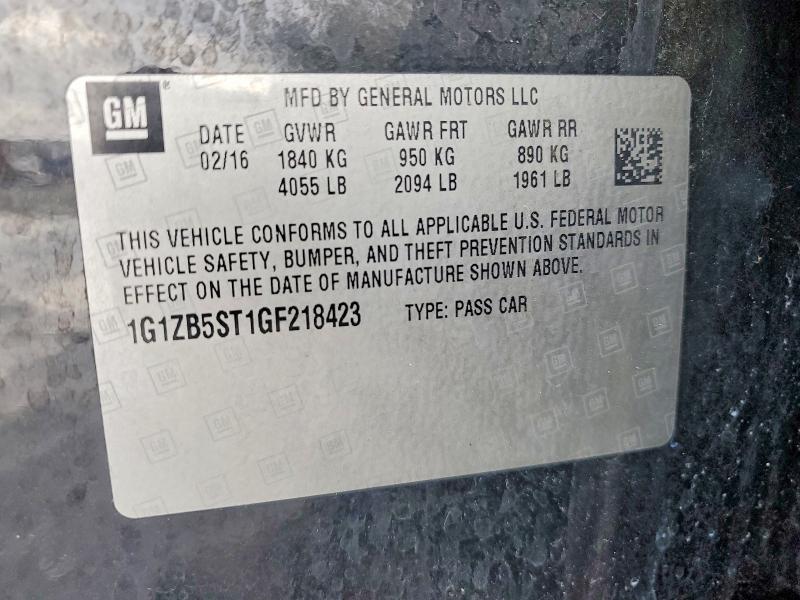 GM®
MFD BY GENERAL MOTORS LLC
DATE GVWR GAWR FRT GAWR RR
02/16 1840 KG 950 KG 890 KG
4055 LB 2094 LB 1961 LB
THIS VEHICLE CONFORMS TO ALL APPLICABLE U.S. FEDERAL MOTOR
VEHICLE SAFETY, BUMPER, AND THEFT PREVENTION STANDARDS IN
EFFECT ON THE DATE OF MANUFACTURE SHOWN ABOVE.
1G1ZB5ST1GF218423 TYPE: PASS CAR